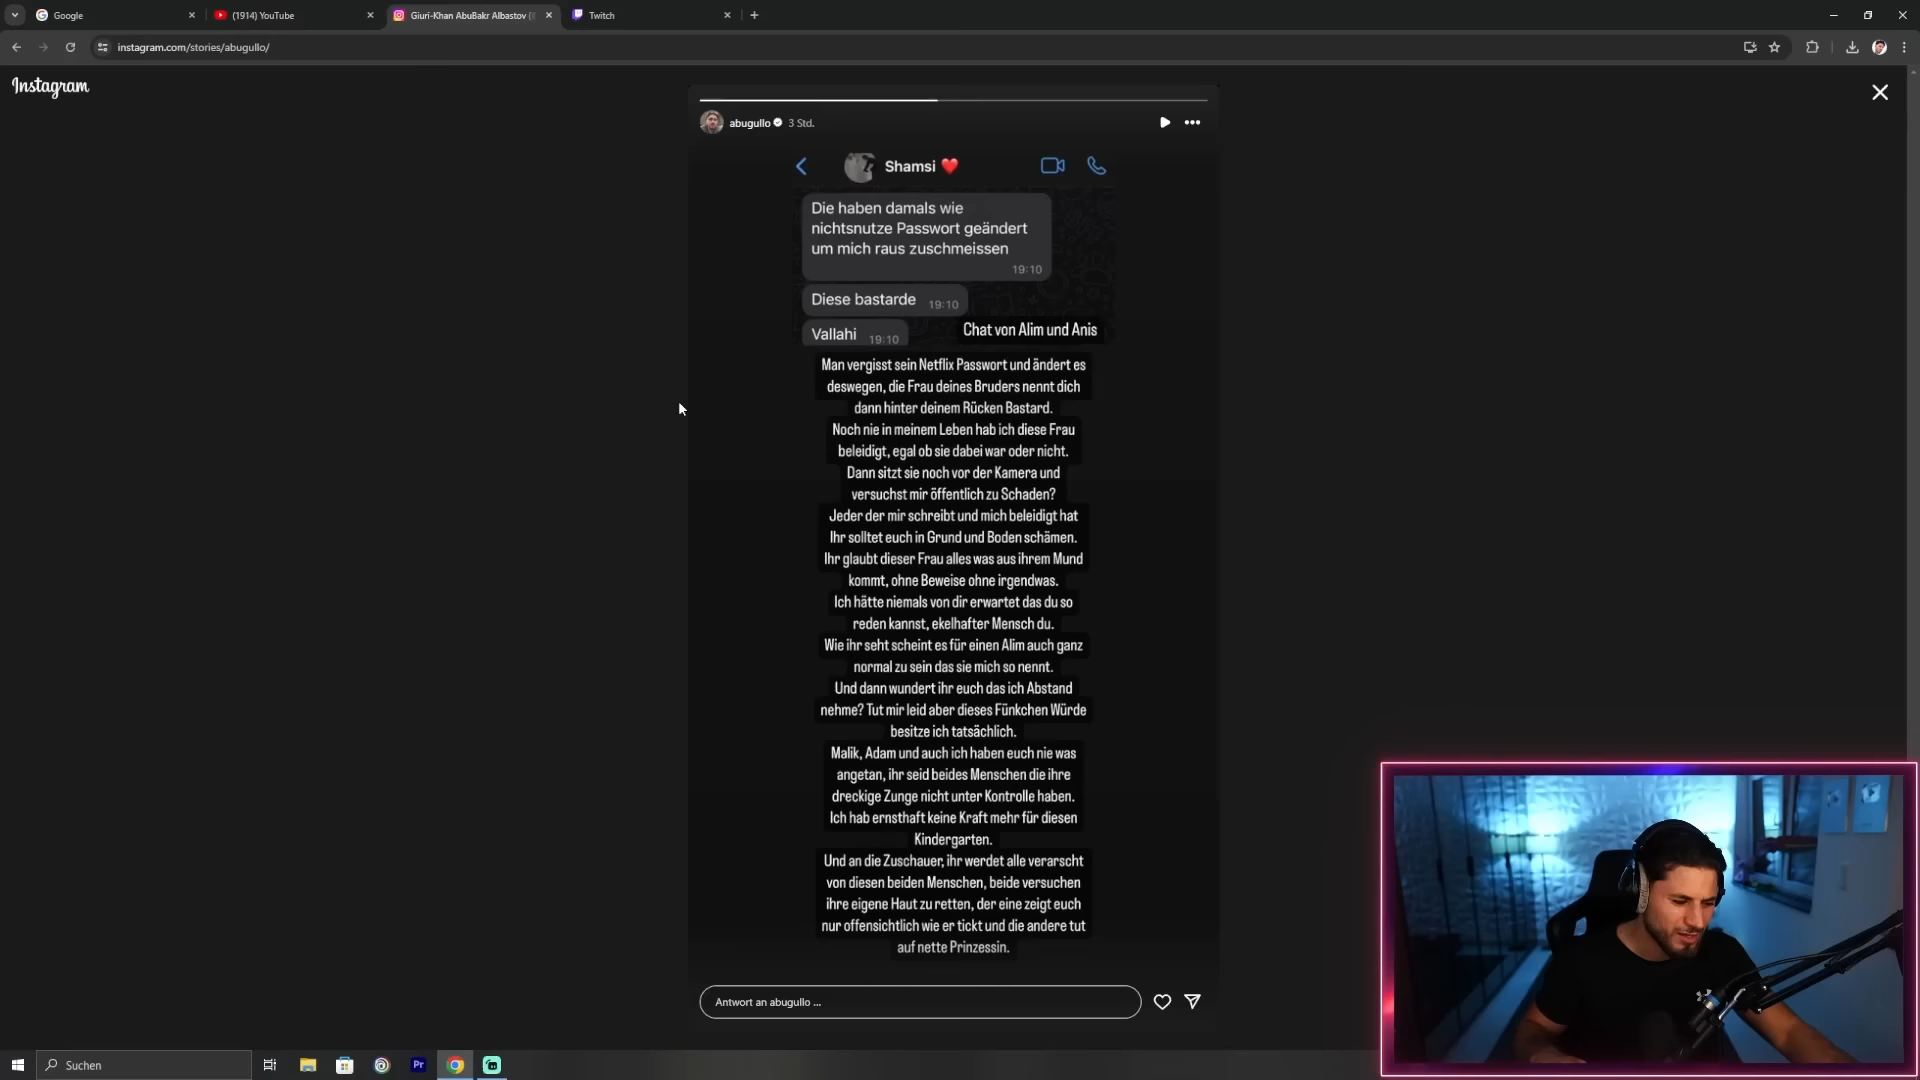 Google
(1914) YouTube
Giuri-Khan AbuBakr Albastov (
Twitch
instagram.com/stories/abugullo/
Instagram
abugullo
3 Std.
Shamsi
Die haben damals wie
nichtsnutze Passwort geändert
um mich raus zuschmeissen
19:10
Diese bastarde
19:10
Vallahi
19:10
Chat von Alim und Anis
Man vergisst sein Netflix Passwort und ändert es
deswegen, die Frau deines Bruders nennt dich
dann hinter deinem Rücken Bastard.
Noch nie in meinem Leben hab ich diese Frau
beleidigt, egal ob sie dabei war oder nicht.
Dann sitzt sie noch vor der Kamera und
versuchst mir öffentlich zu Schaden?
Jeder der mir schreibt und mich beleidigt hat
Ihr solltet euch in Grund und Boden schämen.
Ihr glaubt dieser Frau alles was aus ihrem Mund
kommt, ohne Beweise ohne irgendwas.
Ich hätte niemals von dir erwartet das du so
reden kannst, ekelhafter Mensch du.
Wie ihr seht scheint es für einen Alim auch ganz
normal zu sein das sie mich so nennt.
Und dann wundert ihr euch das ich Abstand
nehme? Tut mir leid aber dieses Fünkchen Würde
besitze ich tatsächlich.
Malik, Adam und auch ich haben euch nie was
angetan, ihr seid beides Menschen die ihre
dreckige Zunge nicht unter Kontrolle haben.
Ich hab ernsthaft keine Kraft mehr für diesen
Kindergarten.
Und an die Zuschauer, ihr werdet alle verarscht
von diesen beiden Menschen, beide versuchen
ihre eigene Haut zu retten, der eine zeigt euch
nur offensichtlich wie er tickt und die andere tut
auf nette Prinzessin.
Antwort an abugullo ...
Suchen
Pr